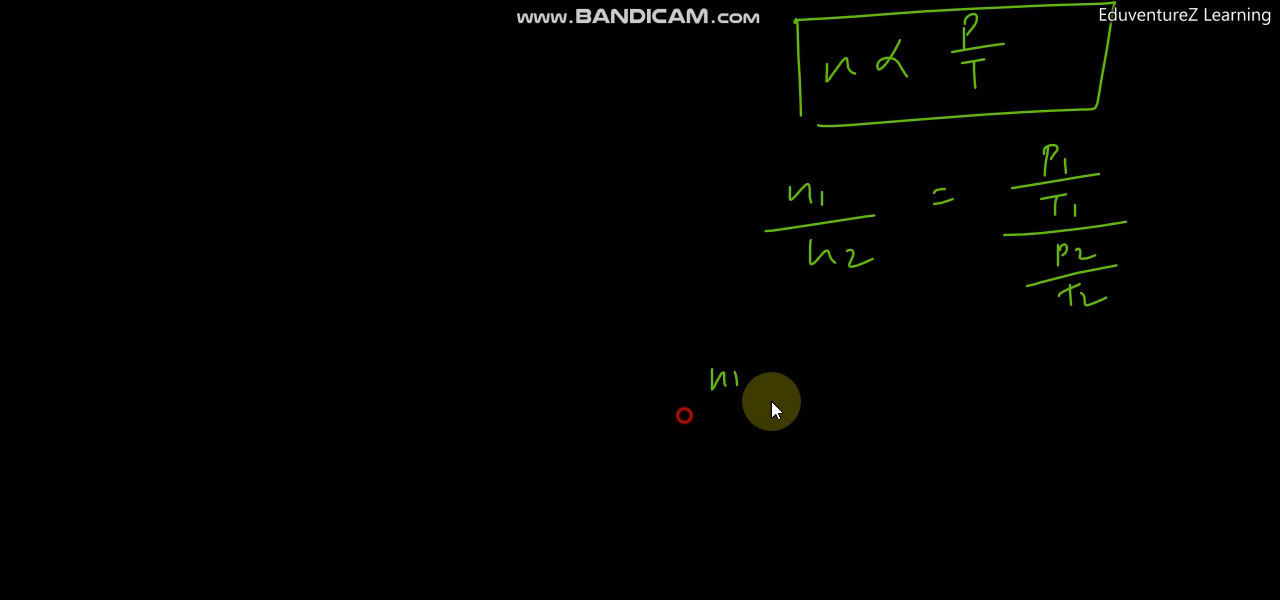 www.BANDICAM.com
EduventureZ Learning
n ∝ P/T
n1/n2 = (P1/T1)/(P2/T2)
n1